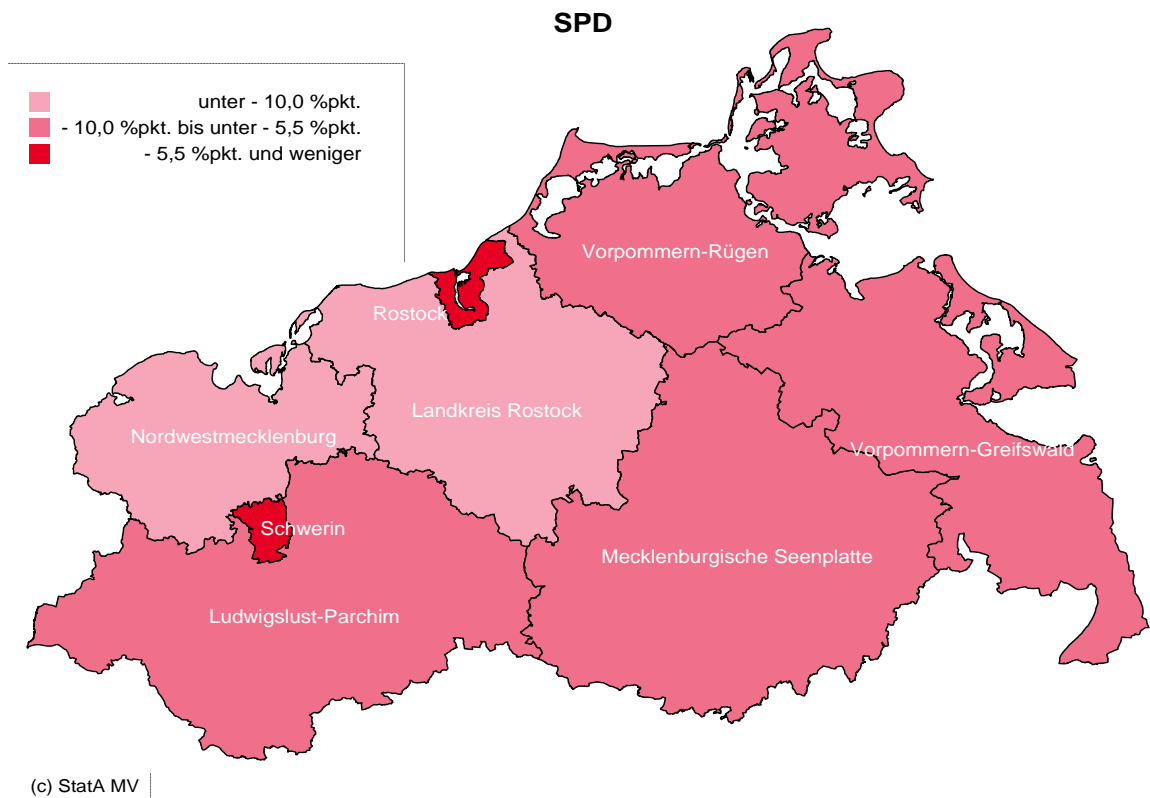 SPD
unter - 10,0 %pkt.
- 10,0 %pkt. bis unter - 5,5 %pkt.
- 5,5 %pkt. und weniger
Vorpommern-Rügen
Rostock
Landkreis Rostock
Nordwestmecklenburg
Vorpommern-Greifswald
Schwerin
Mecklenburgische Seenplatte
Ludwigslust-Parchim
(c) StatA MV